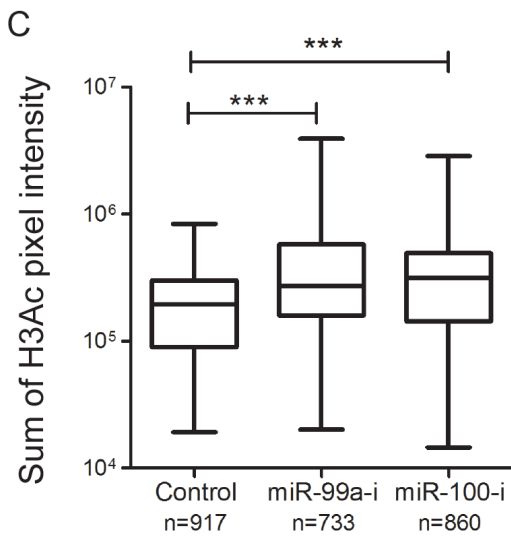 C
***
***
Sum of H3Ac pixel intensity
10⁷
10⁶
10⁵
10⁴
Control miR-99a-i miR-100-i
n=917 n=733 n=860